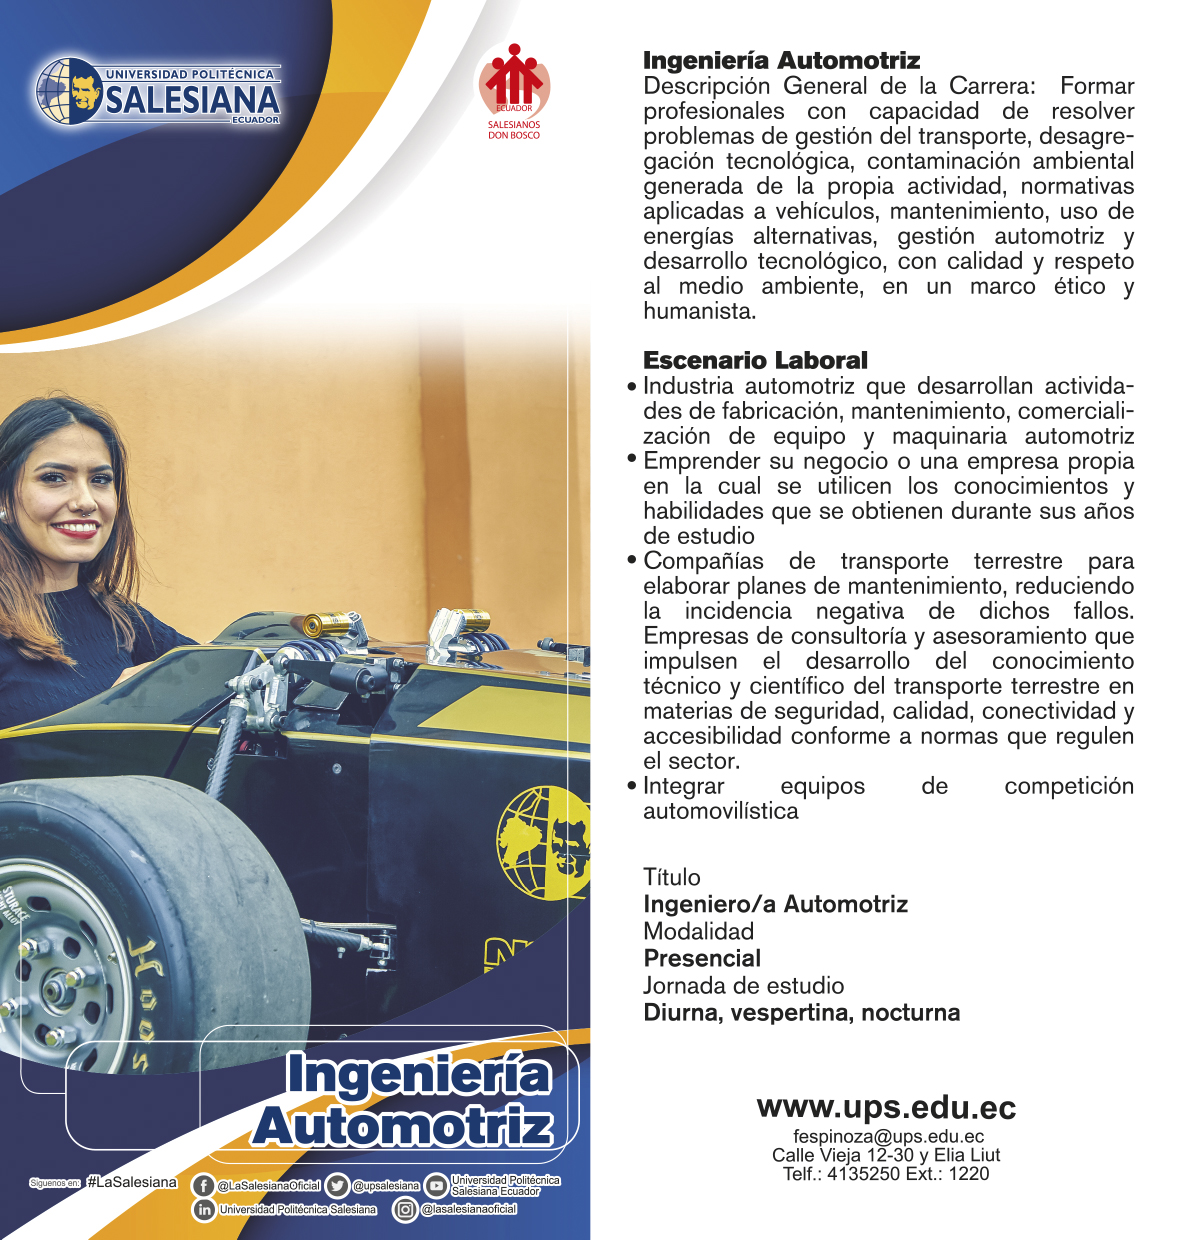 UNIVERSIDAD POLITÉCNICA
SALESIANA
ECUADOR
ECUADOR
SALESIANOS
DON BOSCO
STURACE
Hoos
Ingeniería
Automotriz
Siguenos en: #LaSalesiana
@LaSalesianaOficial
@upsalesiana
Universidad Politécnica
Salesiana Ecuador
Universidad Politécnica Salesiana
@lasalesianaoficial
Ingeniería Automotriz
Descripción General de la Carrera: Formar
profesionales con capacidad de resolver
problemas de gestión del transporte, desagre-
gación tecnológica, contaminación ambiental
generada de la propia actividad, normativas
aplicadas a vehículos, mantenimiento, uso de
energías alternativas, gestión automotriz y
desarrollo tecnológico, con calidad y respeto
al medio ambiente, en un marco ético y
humanista.
Escenario Laboral
• Industria automotriz que desarrollan activida-
des de fabricación, mantenimiento, comerciali-
zación de equipo y maquinaria automotriz
• Emprender su negocio o una empresa propia
en la cual se utilicen los conocimientos y
habilidades que se obtienen durante sus años
de estudio
• Compañías de transporte terrestre para
elaborar planes de mantenimiento, reduciendo
la incidencia negativa de dichos fallos.
Empresas de consultoría y asesoramiento que
impulsen el desarrollo del conocimiento
técnico y científico del transporte terrestre en
materias de seguridad, calidad, conectividad y
accesibilidad conforme a normas que regulen
el sector.
• Integrar equipos de competición
automovilística
Título
Ingeniero/a Automotriz
Modalidad
Presencial
Jornada de estudio
Diurna, vespertina, nocturna
www.ups.edu.ec
fespinoza@ups.edu.ec
Calle Vieja 12-30 y Elia Liut
Telf.: 4135250 Ext.: 1220